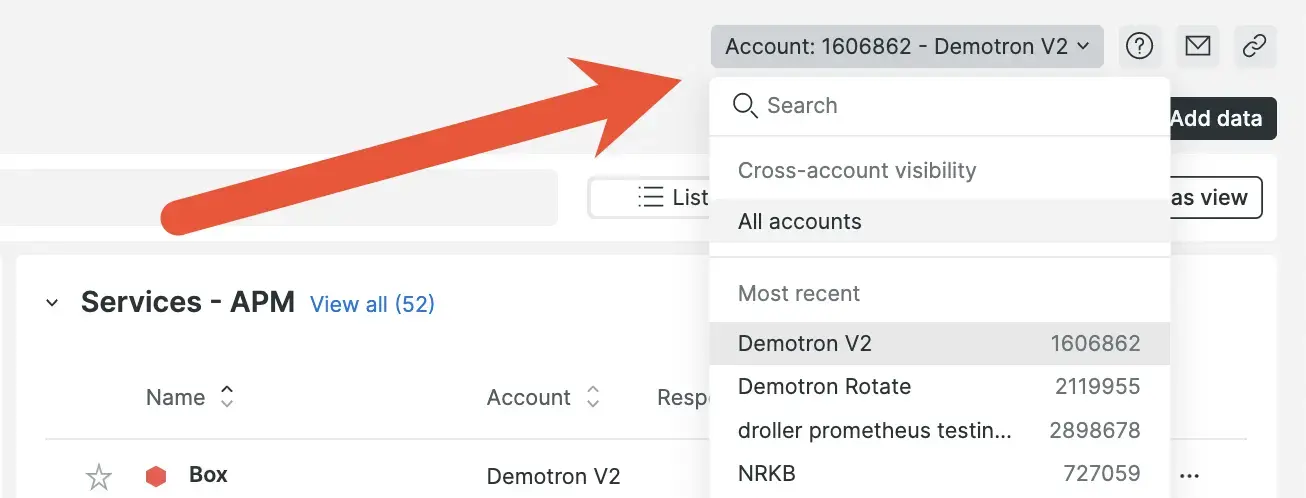 Account: 1606862 - Demotron V2
Search
Add data
Cross-account visibility
List
as view
All accounts
Services - APM View all (52)
Most recent
Demotron V2 1606862
Demotron Rotate 2119955
Name Account Resp
droller prometheus testin... 2898678
Box Demotron V2
NRKB 727059